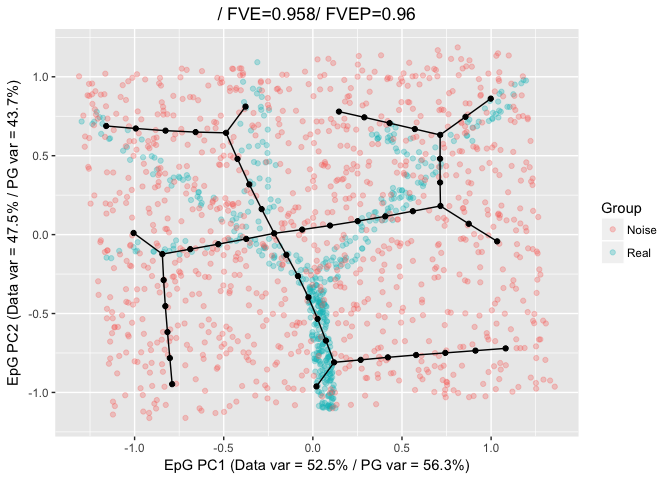 / FVE=0.958/ FVEP=0.96
EpG PC2 (Data var = 47.5% / PG var = 43.7%)
1.0
0.5
0.0
-0.5
-1.0
-1.0 -0.5 0.0 0.5 1.0
EpG PC1 (Data var = 52.5% / PG var = 56.3%)
Group
Noise
Real